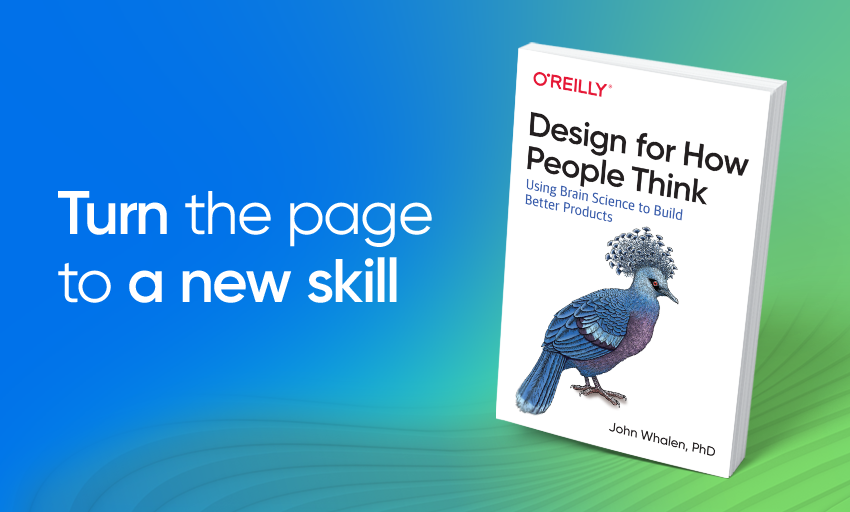 Turn the page
to a new skill
O'REILLY®
Design for How
People Think
Using Brain Science to Build
Better Products
John Whalen, PhD